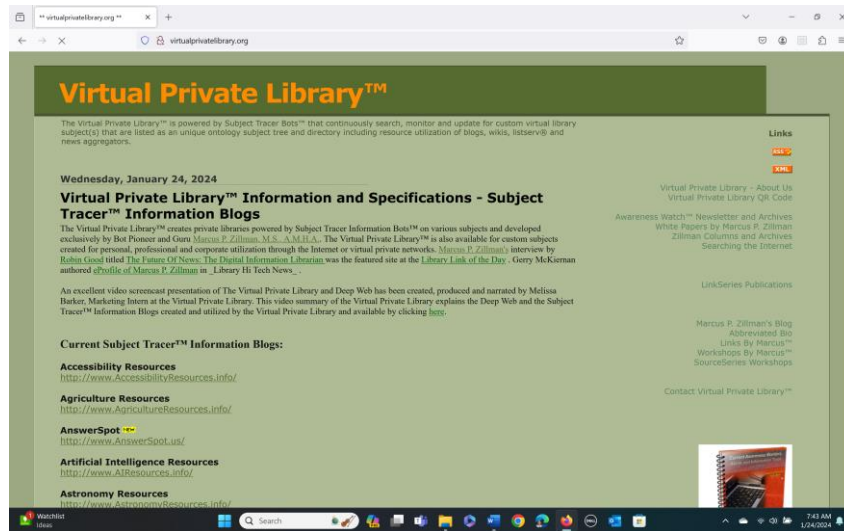 ** virtualprivatelibrary.org **
virtualprivatelibrary.org
Virtual Private Library™
The Virtual Private Library™ is powered by Subject Tracer Bots™ that continuously search, monitor and update for custom virtual library
subject(s) that are listed as an unique ontology subject tree and directory including resource utilization of blogs, wikis, listserv® and
news aggregators.
Wednesday, January 24, 2024
Virtual Private Library™ Information and Specifications - Subject
Tracer™ Information Blogs
The Virtual Private Library™ creates private libraries powered by Subject Tracer Information Bots™ on various subjects and developed
exclusively by Bot Pioneer and Guru Marcus P. Zillman, M.S., A.M.H.A.. The Virtual Private Library™ is also available for custom subjects
created for personal, professional and corporate utilization through the Internet or virtual private networks. Marcus P. Zillman's interview by
Robin Good titled The Future Of News: The Digital Information Librarian was the featured site at the Library Link of the Day . Gerry McKiernan
authored eProfile of Marcus P. Zillman in _Library Hi Tech News_ .
An excellent video screencast presentation of The Virtual Private Library and Deep Web has been created, produced and narrated by Melissa
Barker, Marketing Intern at the Virtual Private Library. This video summary of the Virtual Private Library explains the Deep Web and the Subject
Tracer™ Information Blogs created and utilized by the Virtual Private Library and available by clicking here.
Current Subject Tracer™ Information Blogs:
Accessibility Resources
http://www.AccessibilityResources.info/
Agriculture Resources
http://www.AgricultureResources.info/
AnswerSpot NEW
http://www.AnswerSpot.us/
Artificial Intelligence Resources
http://www.AIResources.info/
Astronomy Resources
http://www.AstronomyResources.info/
Links
RSS
XML
Virtual Private Library - About Us
Virtual Private Library QR Code
Awareness Watch™ Newsletter and Archives
White Papers by Marcus P. Zillman
Zillman Columns and Archives
Searching the Internet
LinkSeries Publications
Marcus P. Zillman's Blog
Abbreviated Bio
Links By Marcus™
Workshops By Marcus™
SourceSeries Workshops
Contact Virtual Private Library™
1
Watchlist
Ideas
Search
7:43 AM
1/24/2024